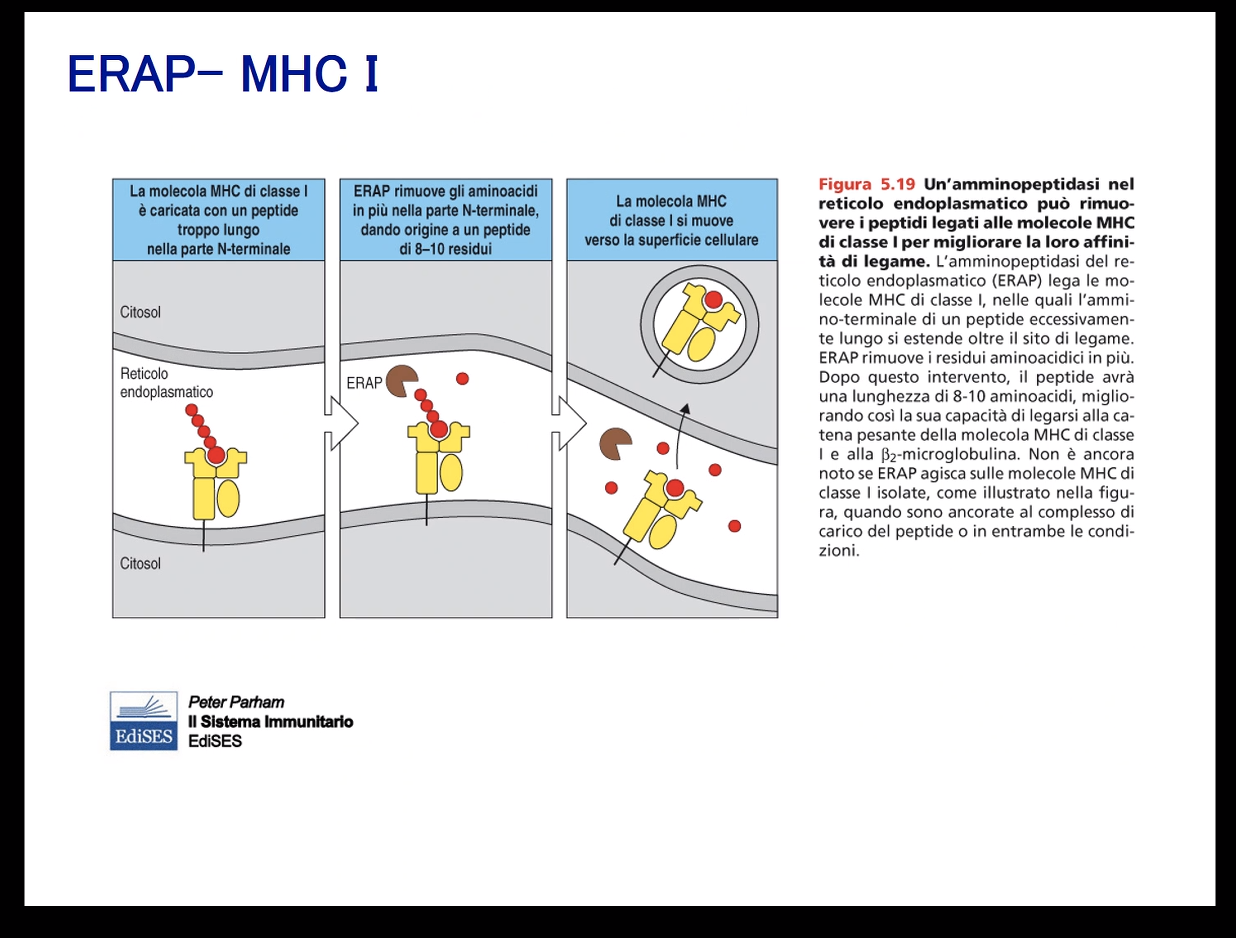 ERAP– MHC I
La molecola MHC di classe I
è caricata con un peptide
troppo lungo
nella parte N-terminale
ERAP rimuove gli aminoacidi
in più nella parte N-terminale,
dando origine a un peptide
di 8–10 residui
La molecola MHC
di classe I si muove
verso la superficie cellulare
Citosol
Reticolo
endoplasmatico
Citosol
ERAP
Figura 5.19 Un'amminopeptidasi nel
reticolo endoplasmatico può rimuo-
vere i peptidi legati alle molecole MHC
di classe I per migliorare la loro affini-
tà di legame. L'amminopeptidasi del re-
ticolo endoplasmatico (ERAP) lega le mo-
lecole MHC di classe I, nelle quali l'ammi-
no-terminale di un peptide eccessivamen-
te lungo si estende oltre il sito di legame.
ERAP rimuove i residui aminoacidici in più.
Dopo questo intervento, il peptide avrà
una lunghezza di 8-10 aminoacidi, miglio-
rando così la sua capacità di legarsi alla ca-
tena pesante della molecola MHC di classe
I e alla β₂-microglobulina. Non è ancora
noto se ERAP agisca sulle molecole MHC di
classe I isolate, come illustrato nella figu-
ra, quando sono ancorate al complesso di
carico del peptide o in entrambe le condi-
zioni.
EdiSES
Peter Parham
Il Sistema Immunitario
EdiSES